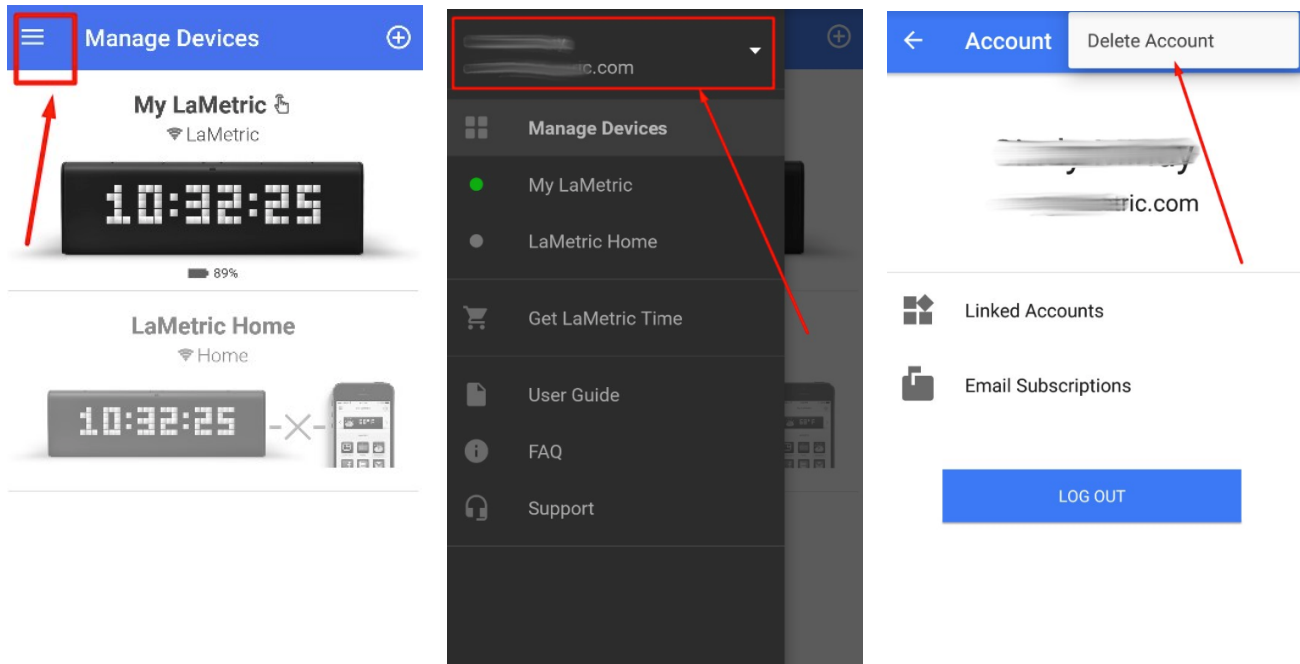 Manage Devices
My LaMetric
LaMetric
10:32:25
89%
LaMetric Home
Home
10:32:25
.com
Manage Devices
My LaMetric
LaMetric Home
Get LaMetric Time
User Guide
FAQ
Support
Account
Delete Account
ric.com
Linked Accounts
Email Subscriptions
LOG OUT